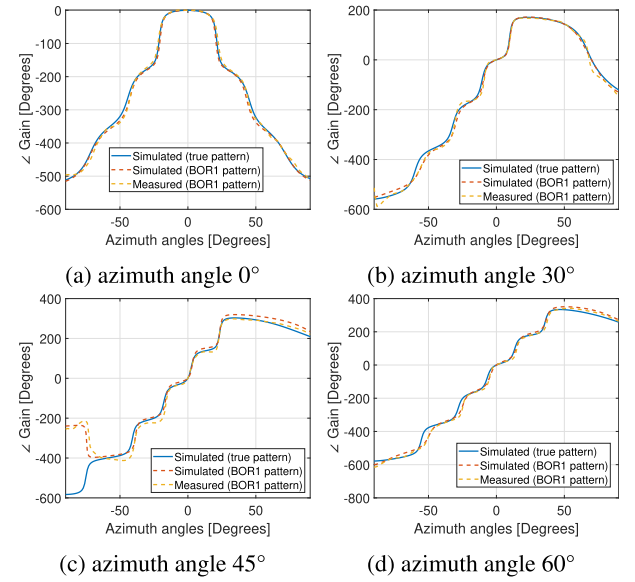 0
-100
-200
-300
-400
-500
-600
-50
0
50
∠ Gain [Degrees]
Azimuth angles [Degrees]
Simulated (true pattern)
Simulated (BOR1 pattern)
Measured (BOR1 pattern)
(a) azimuth angle 0°
200
0
-200
-400
-600
-50
0
50
∠ Gain [Degrees]
Azimuth angles [Degrees]
Simulated (true pattern)
Simulated (BOR1 pattern)
Measured (BOR1 pattern)
(b) azimuth angle 30°
400
200
0
-200
-400
-600
-50
0
50
∠ Gain [Degrees]
Azimuth angles [Degrees]
Simulated (true pattern)
Simulated (BOR1 pattern)
Measured (BOR1 pattern)
(c) azimuth angle 45°
400
200
0
-200
-400
-600
-800
-50
0
50
∠ Gain [Degrees]
Azimuth angles [Degrees]
Simulated (true pattern)
Simulated (BOR1 pattern)
Measured (BOR1 pattern)
(d) azimuth angle 60°